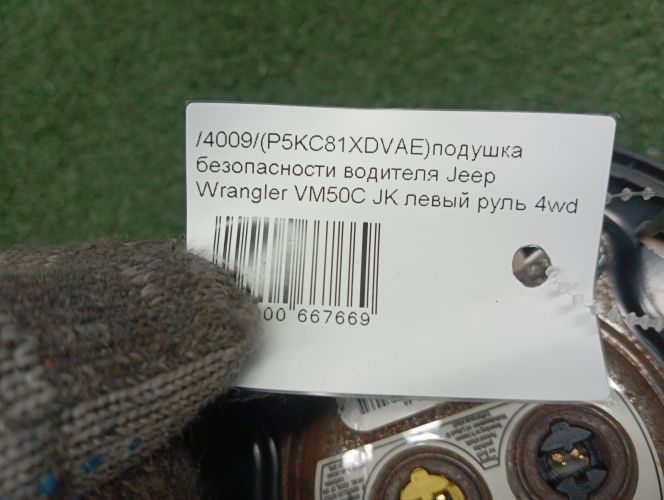 /4009/(P5KC81XDVAE)подушка
безопасности водителя Jeep
Wrangler VM50C JK левый руль 4wd
00 667669